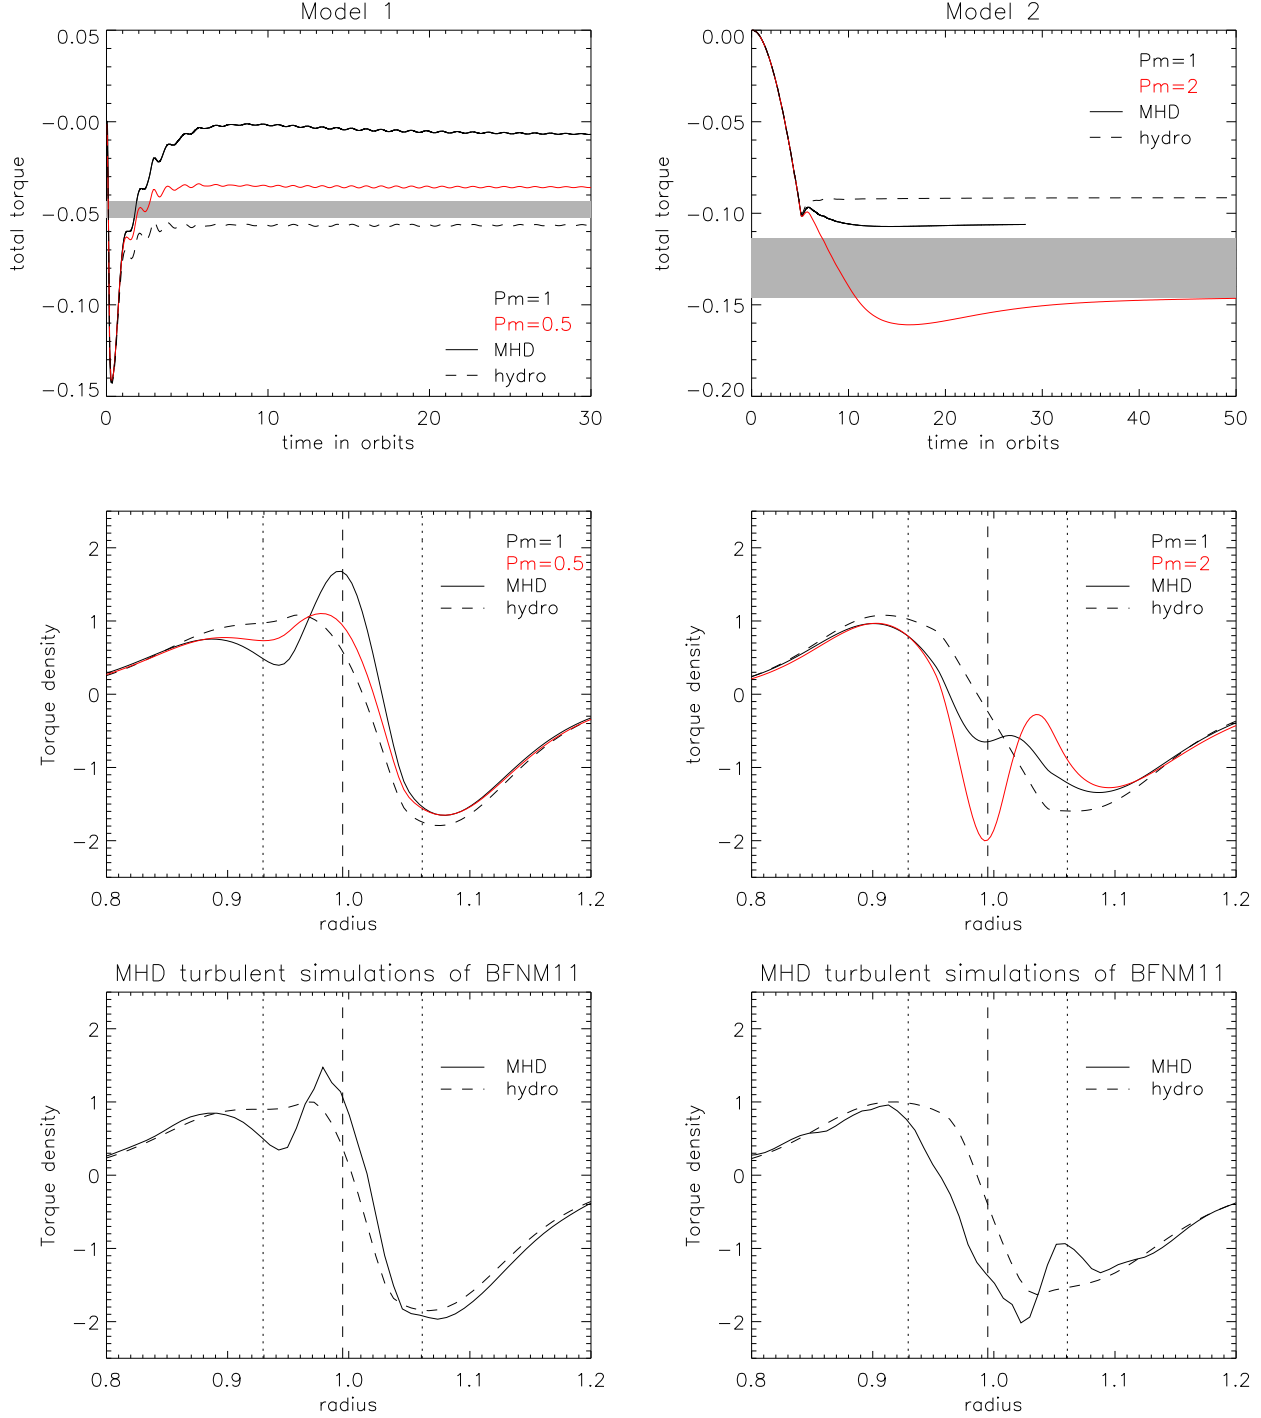 Model 1
0.05
-0.00
-0.05
-0.10
-0.15
total torque
Pm=1
Pm=0.5
MHD
hydro
0 10 20 30
time in orbits
Model 2
0.00
-0.05
-0.10
-0.15
-0.20
total torque
Pm=1
Pm=2
MHD
hydro
0 10 20 30 40 50
time in orbits
2
1
0
-1
-2
Torque density
Pm=1
Pm=0.5
MHD
hydro
0.8 0.9 1.0 1.1 1.2
radius
2
1
0
-1
-2
torque density
Pm=1
Pm=2
MHD
hydro
0.8 0.9 1.0 1.1 1.2
radius
MHD turbulent simulations of BFNM11
2
1
0
-1
-2
Torque density
MHD
hydro
0.8 0.9 1.0 1.1 1.2
radius
MHD turbulent simulations of BFNM11
2
1
0
-1
-2
Torque density
MHD
hydro
0.8 0.9 1.0 1.1 1.2
radius